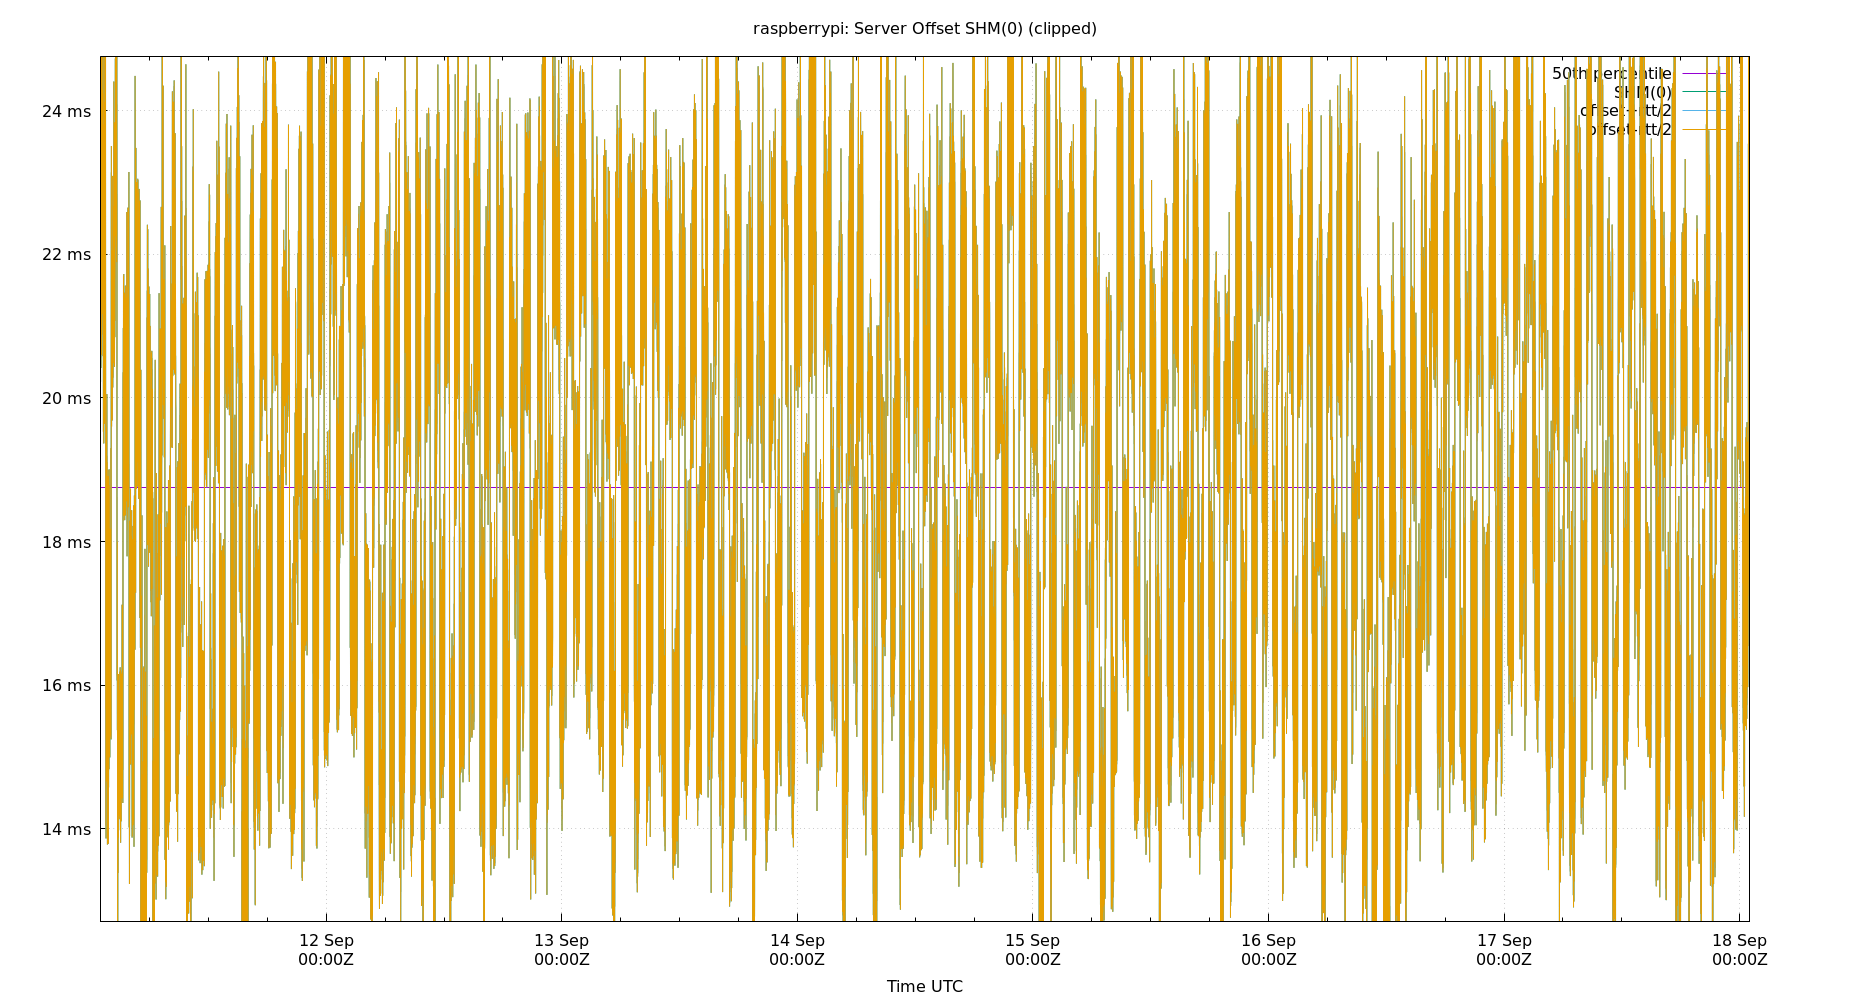 raspberrypi: Server Offset SHM(0) (clipped)
50th percentile
SHM(0)
offset+rtt/2
offset-rtt/2
24 ms
22 ms
20 ms
18 ms
16 ms
14 ms
12 Sep 13 Sep 14 Sep 15 Sep 16 Sep 17 Sep 18 Sep
00:00Z 00:00Z 00:00Z 00:00Z 00:00Z 00:00Z 00:00Z
Time UTC